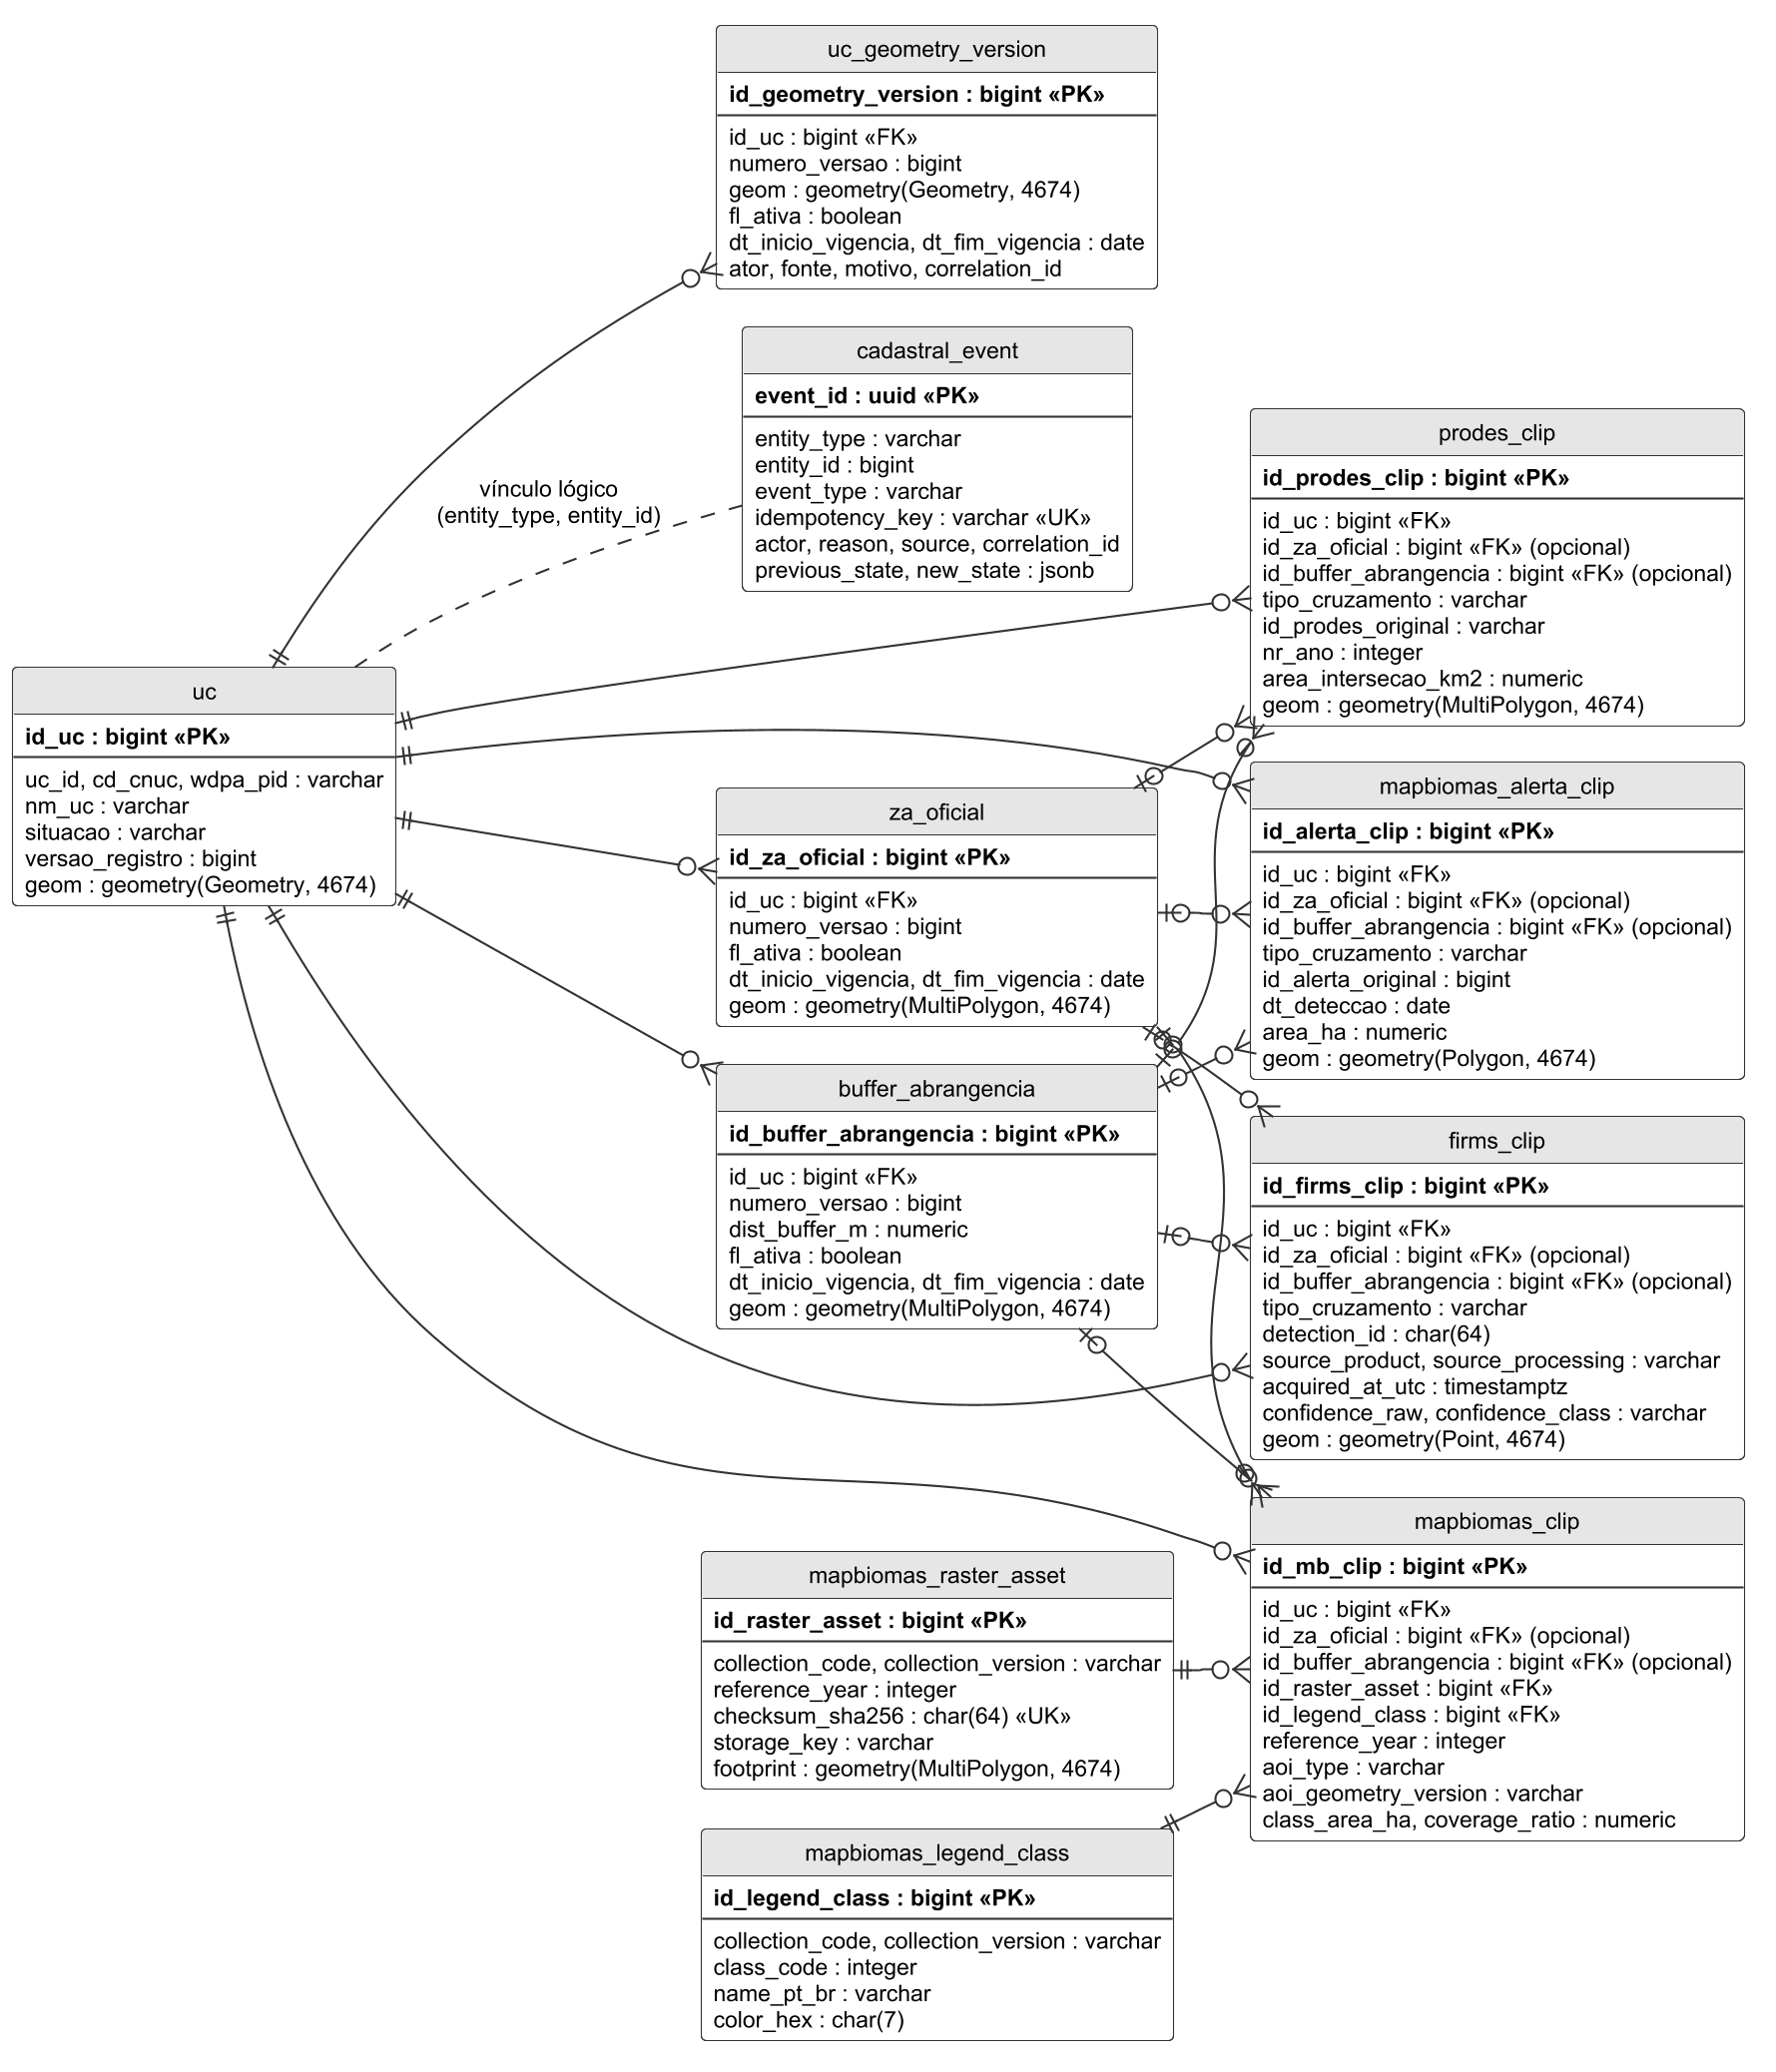 uc_geometry_version
id_geometry_version : bigint «PK»
id_uc : bigint «FK»
numero_versao : bigint
geom : geometry(Geometry, 4674)
fl_ativa : boolean
dt_inicio_vigencia, dt_fim_vigencia : date
ator, fonte, motivo, correlation_id
cadastral_event
event_id : uuid «PK»
entity_type : varchar
entity_id : bigint
event_type : varchar
idempotency_key : varchar «UK»
actor, reason, source, correlation_id
previous_state, new_state : jsonb
vínculo lógico
(entity_type, entity_id)
uc
id_uc : bigint «PK»
uc_id, cd_cnuc, wdpa_pid : varchar
nm_uc : varchar
situacao : varchar
versao_registro : bigint
geom : geometry(Geometry, 4674)
prodes_clip
id_prodes_clip : bigint «PK»
id_uc : bigint «FK»
id_za_oficial : bigint «FK» (opcional)
id_buffer_abrangencia : bigint «FK» (opcional)
tipo_cruzamento : varchar
id_prodes_original : varchar
nr_ano : integer
area_intersecao_km2 : numeric
geom : geometry(MultiPolygon, 4674)
za_oficial
id_za_oficial : bigint «PK»
id_uc : bigint «FK»
numero_versao : bigint
fl_ativa : boolean
dt_inicio_vigencia, dt_fim_vigencia : date
geom : geometry(MultiPolygon, 4674)
mapbiomas_alerta_clip
id_alerta_clip : bigint «PK»
id_uc : bigint «FK»
id_za_oficial : bigint «FK» (opcional)
id_buffer_abrangencia : bigint «FK» (opcional)
tipo_cruzamento : varchar
id_alerta_original : bigint
dt_deteccao : date
area_ha : numeric
geom : geometry(Polygon, 4674)
buffer_abrangencia
id_buffer_abrangencia : bigint «PK»
id_uc : bigint «FK»
numero_versao : bigint
dist_buffer_m : numeric
fl_ativa : boolean
dt_inicio_vigencia, dt_fim_vigencia : date
geom : geometry(MultiPolygon, 4674)
firms_clip
id_firms_clip : bigint «PK»
id_uc : bigint «FK»
id_za_oficial : bigint «FK» (opcional)
id_buffer_abrangencia : bigint «FK» (opcional)
tipo_cruzamento : varchar
detection_id : char(64)
source_product, source_processing : varchar
acquired_at_utc : timestamptz
confidence_raw, confidence_class : varchar
geom : geometry(Point, 4674)
mapbiomas_clip
id_mb_clip : bigint «PK»
id_uc : bigint «FK»
id_za_oficial : bigint «FK» (opcional)
id_buffer_abrangencia : bigint «FK» (opcional)
id_raster_asset : bigint «FK»
id_legend_class : bigint «FK»
reference_year : integer
aoi_type : varchar
aoi_geometry_version : varchar
class_area_ha, coverage_ratio : numeric
mapbiomas_raster_asset
id_raster_asset : bigint «PK»
collection_code, collection_version : varchar
reference_year : integer
checksum_sha256 : char(64) «UK»
storage_key : varchar
footprint : geometry(MultiPolygon, 4674)
mapbiomas_legend_class
id_legend_class : bigint «PK»
collection_code, collection_version : varchar
class_code : integer
name_pt_br : varchar
color_hex : char(7)